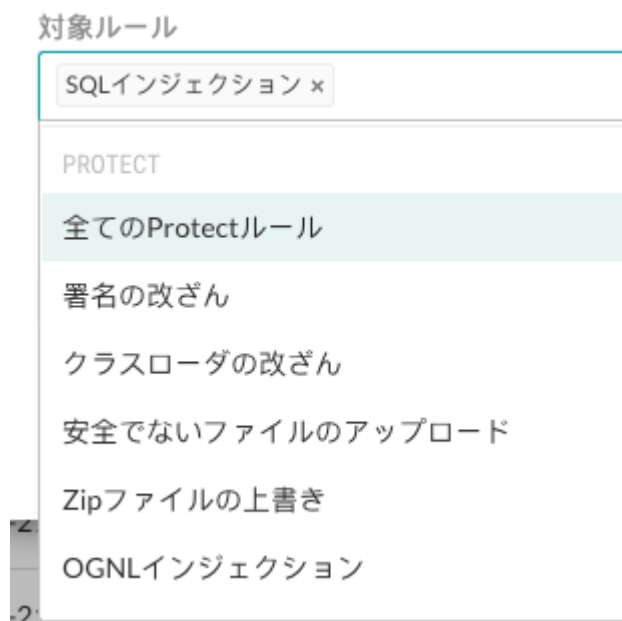 対象ルール
SQLインジェクション ×
PROTECT
全てのProtectルール
署名の改ざん
クラスローダの改ざん
安全でないファイルのアップロード
Zipファイルの上書き
OGNLインジェクション